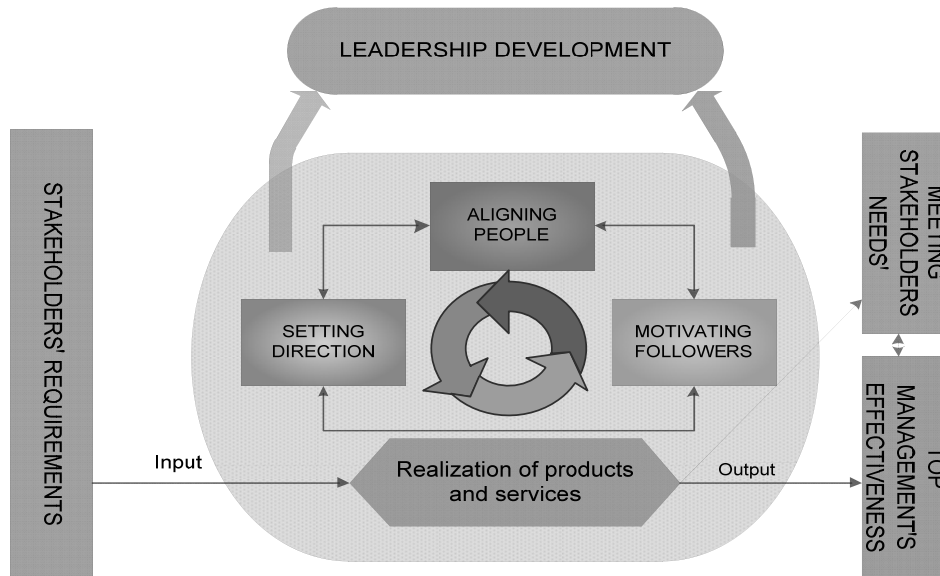 LEADERSHIP DEVELOPMENT
STAKEHOLDERS' REQUIREMENTS
ALIGNING
PEOPLE
SETTING
DIRECTION
MOTIVATING
FOLLOWERS
Input
Realization of products
and services
Output
MEETING
STAKEHOLDERS
NEEDS'
TOP
MANAGEMENT'S
EFFECTIVENESS